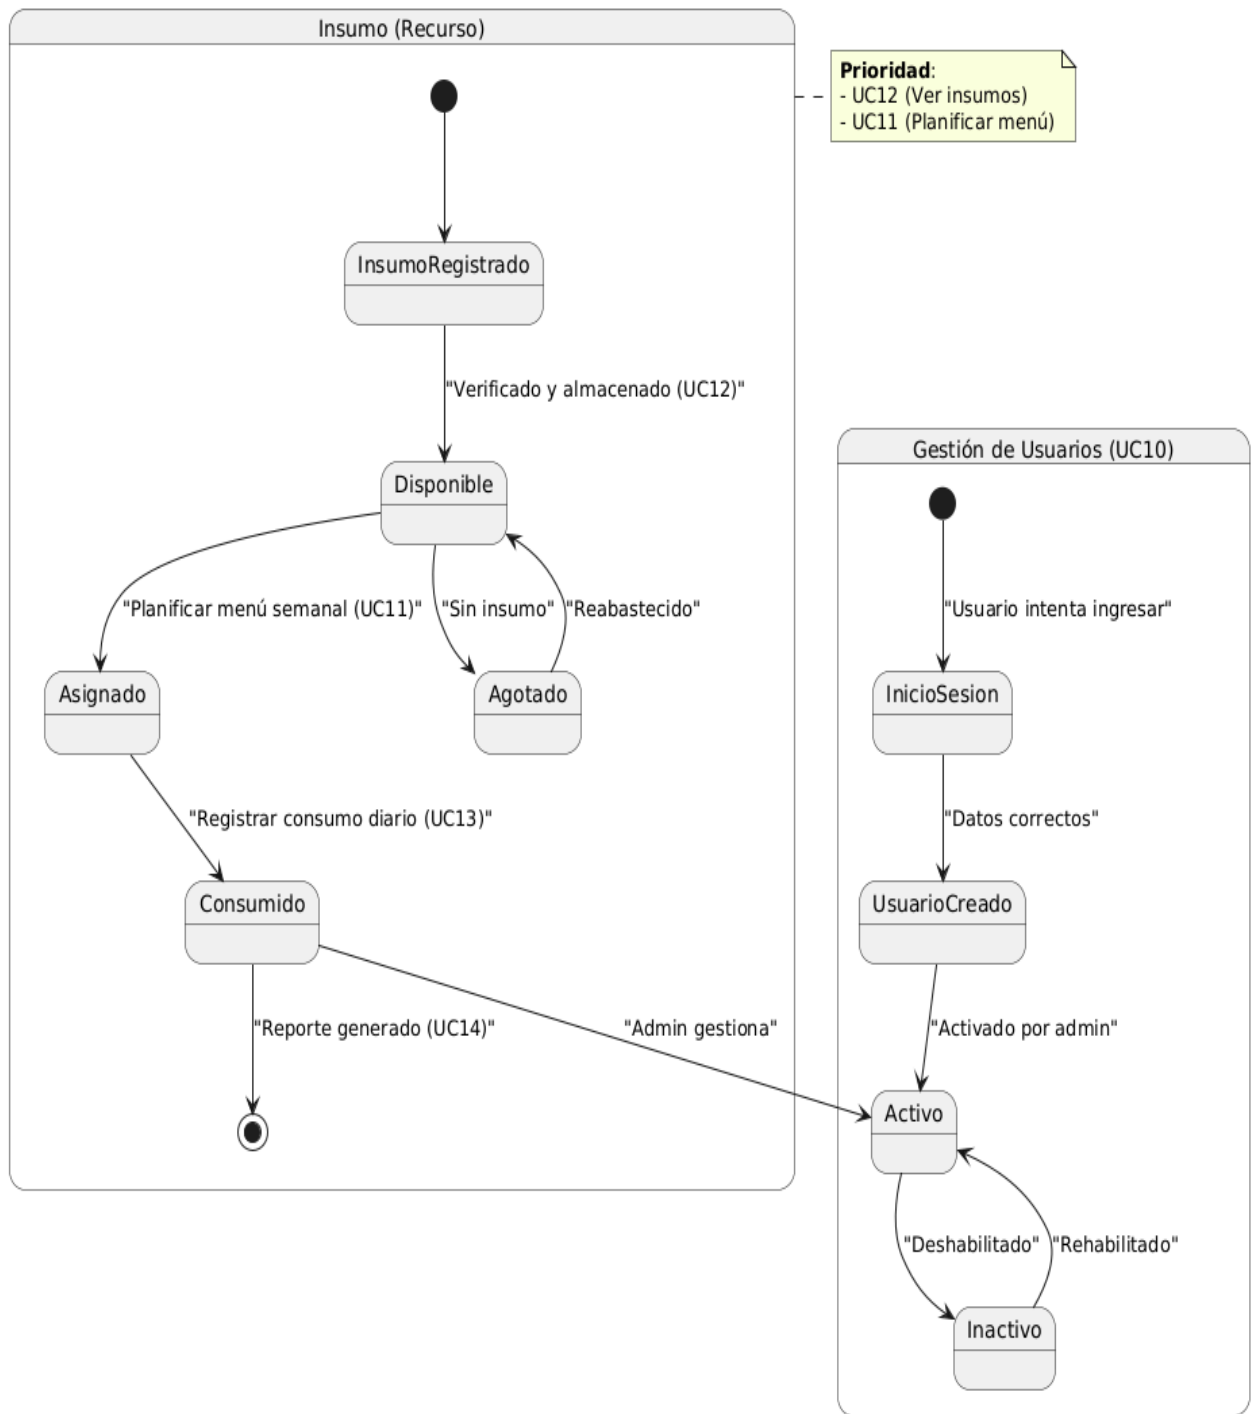 Insumo (Recurso)
Prioridad:
- UC12 (Ver insumos)
- UC11 (Planificar menú)
InsumoRegistrado
"Verificado y almacenado (UC12)"
Disponible
"Planificar menú semanal (UC11)"
"Sin insumo"
"Reabastecido"
Asignado
Agotado
"Registrar consumo diario (UC13)"
Consumido
"Reporte generado (UC14)"
"Admin gestiona"
Gestión de Usuarios (UC10)
"Usuario intenta ingresar"
InicioSesion
"Datos correctos"
UsuarioCreado
"Activado por admin"
Activo
"Deshabilitado"
"Rehabilitado"
Inactivo